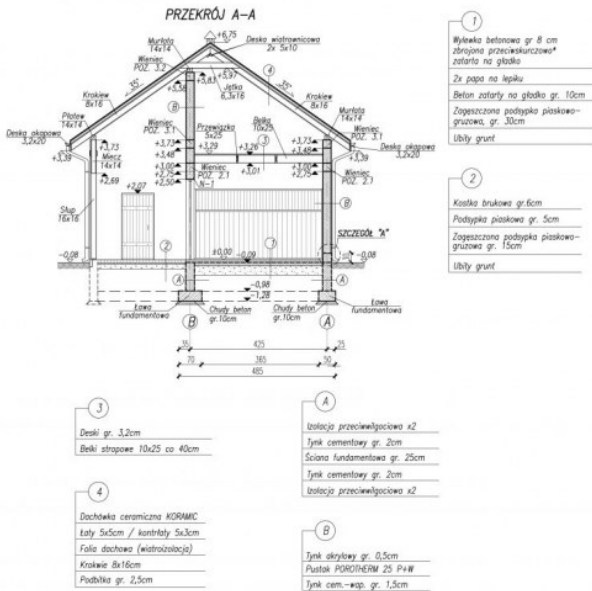 PRZEKRÓJ A-A
+6,75
Murłata
14x14
Deska wiatrownicowa
2x 5x10
Wieniec
POZ. 3.2
+5,83
+5,97
+5,38
4
35°
35°
Krokiew
8x16
Jętka
6,3x16
Krokiew
8x16
Płatew
14x14
B
Belka
10x25
Murłata
14x14
Wieniec
POZ. 3.1
Przewiązka
5x25
Wieniec
POZ. 3.1
Deska okapowa
3,2x20
+3,39
+3,73
Miecz
14x14
+2,69
+3,73
+3,48
+3,00
+2,75
+2,50
+3,29
+3,26
3
+3,01
+3,73
+3,48
+3,00
+2,75
+3,39
Deska okapowa
3,2x20
Wieniec
POZ. 2.1
N-1
Wieniec
POZ. 2.1
+2,07
Słup
16x16
B
SZCZEGÓŁ "A"
-0,08
2
±0,00
1
-0,09
-0,08
A
A
-0,98
-1,28
Ława
fundamentowa
Chudy beton
gr.10cm
Chudy beton
gr.10cm
Ława
fundamentowa
B
A
35
425
25
70
365
50
485
1
Wylewka betonowa gr 8 cm
zbrojona przeciwskurczowo*
zatarta na gładko
2x papa na lepiku
Beton zatarty na gładko gr. 10cm
Zagęszczona podsypka piaskowo-
gruzowa, gr. 30cm
Ubity grunt
2
Kostka brukowa gr.6cm
Podsypka piaskowa gr. 5cm
Zagęszczona podsypka piaskowo-
gruzowa gr. 15cm
Ubity grunt
3
Deski gr. 3,2cm
Belki stropowe 10x25 co 40cm
4
Dachówka ceramiczna KORAMIC
Łaty 5x5cm / kontrłaty 5x3cm
Folia dachowa (wiatroizolacja)
Krokwie 8x16cm
Podbitka gr. 2,5cm
A
Izolacja przeciwwilgociowa x2
Tynk cementowy gr. 2cm
Ściana fundamentowa gr. 25cm
Tynk cementowy gr. 2cm
Izolacja przeciwwilgociowa x2
B
Tynk akrylowy gr. 0,5cm
Pustak POROTHERM 25 P+W
Tynk cem.-wap. gr. 1,5cm